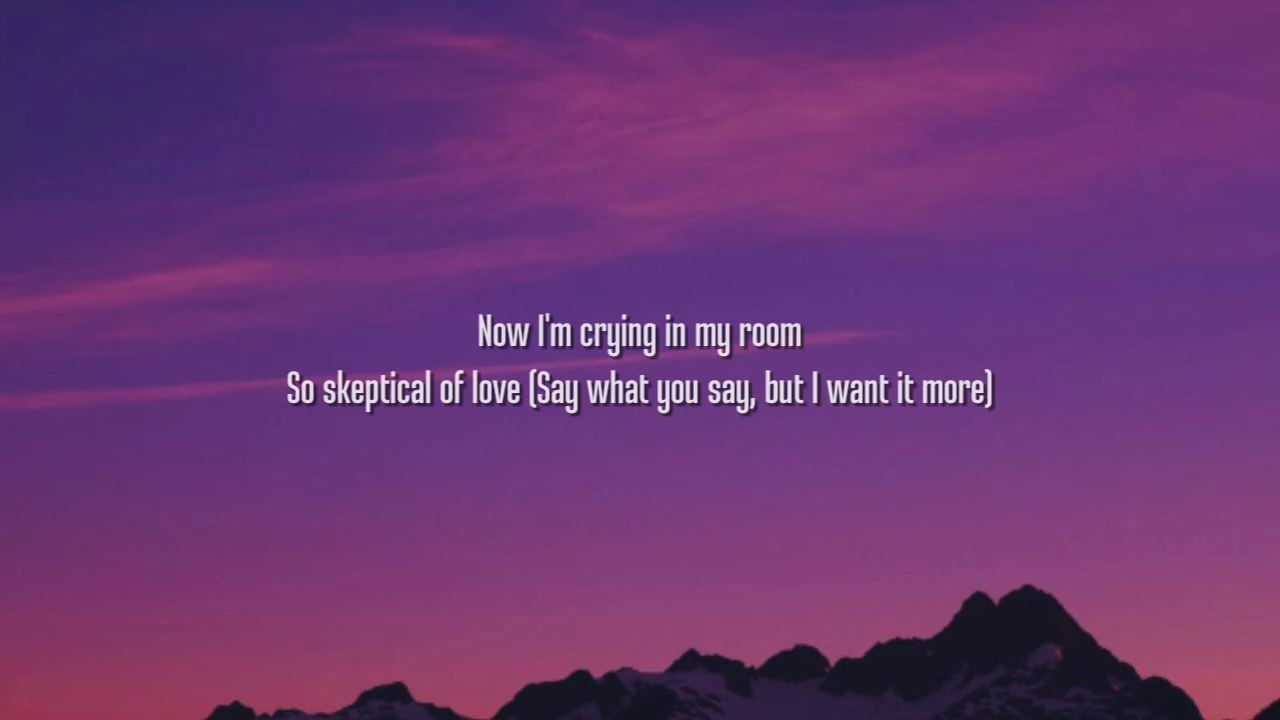 Now I'm crying in my room
So skeptical of love (Say what you say, but I want it more)